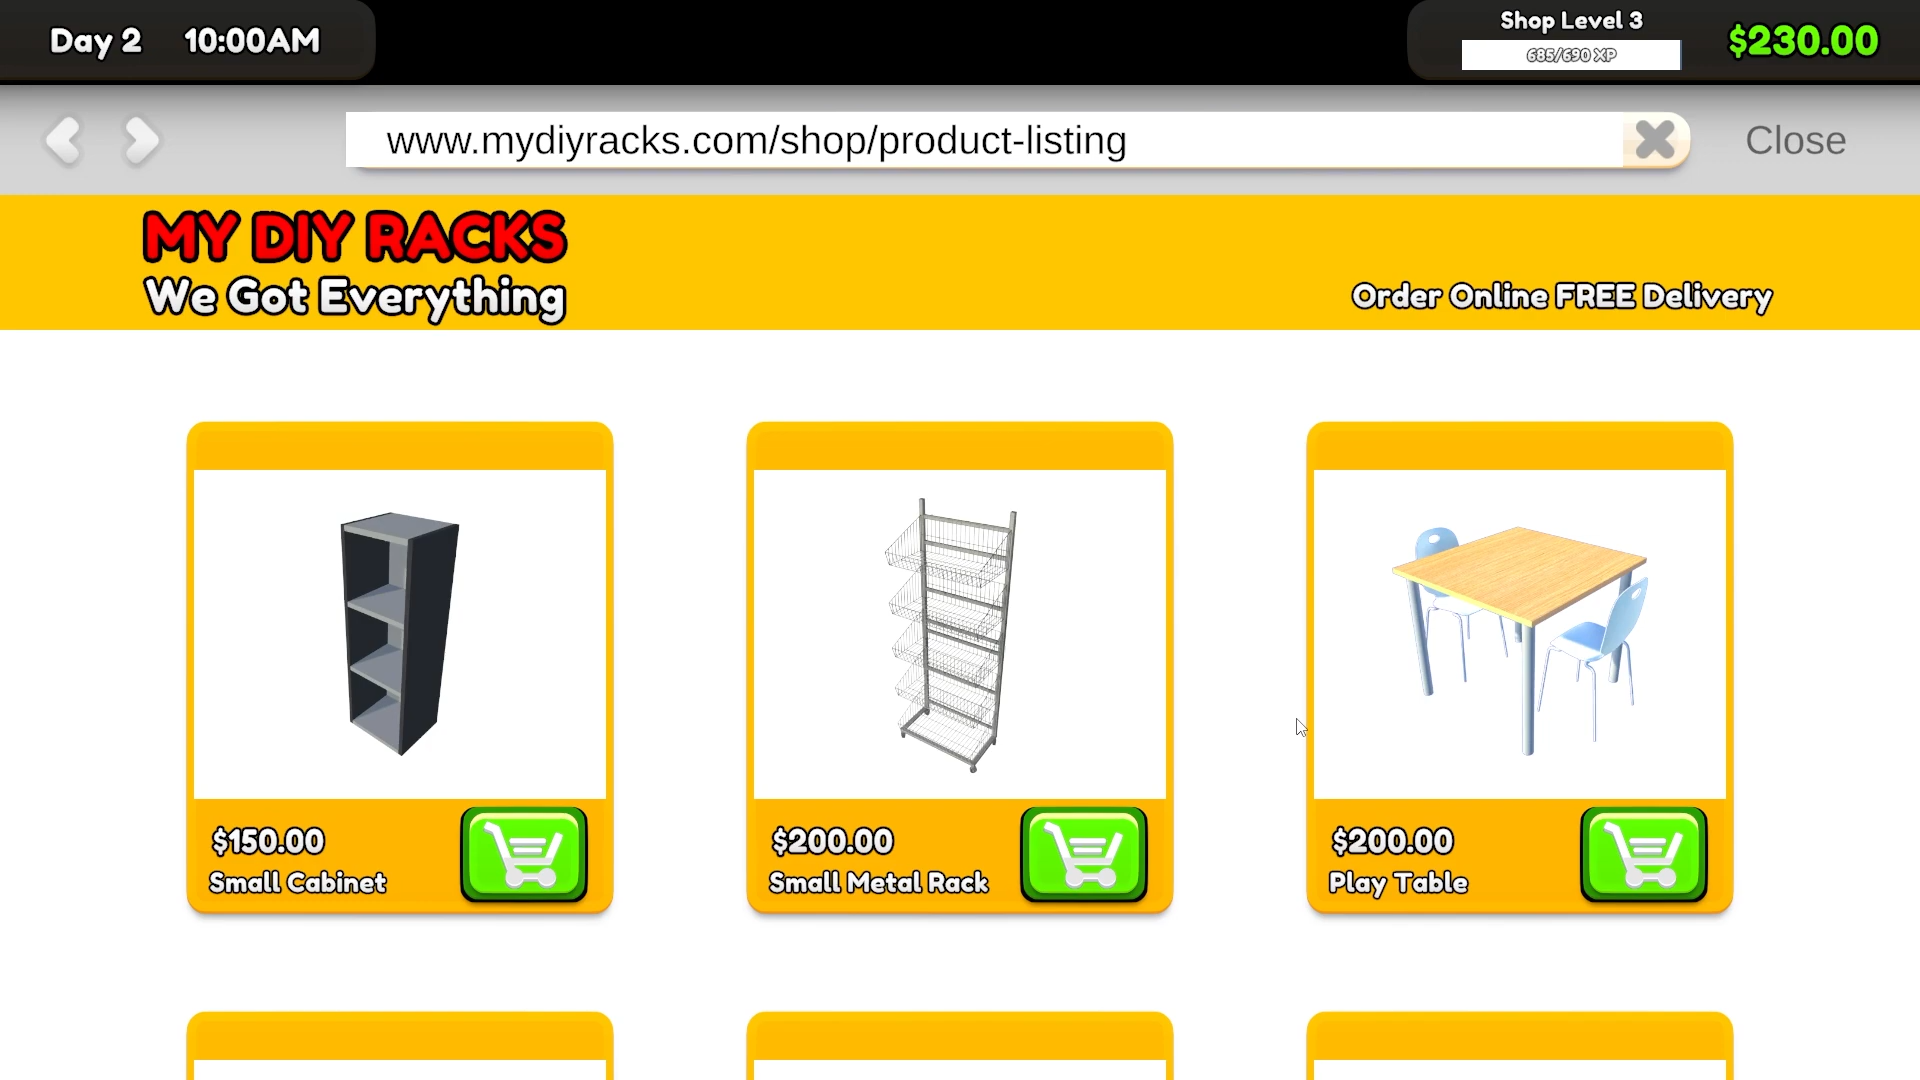 Day 2 10:00AM
Shop Level 3
685/690 XP
$230.00
www.mydiyracks.com/shop/product-listing
Close
MY DIY RACKS
We Got Everything
Order Online FREE Delivery
$150.00
Small Cabinet
$200.00
Small Metal Rack
$200.00
Play Table